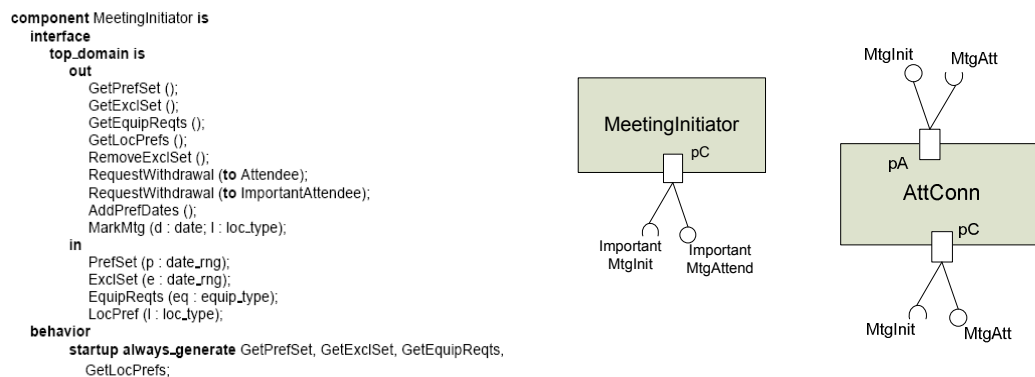 component MeetingInitiator is
interface
top_domain is
out
GetPrefSet ();
GetExclSet ();
GetEquipReqts ();
GetLocPrefs ();
RemoveExclSet ();
RequestWithdrawal (to Attendee);
RequestWithdrawal (to ImportantAttendee);
AddPrefDates ();
MarkMtg (d : date; l : loc_type);
in
PrefSet (p : date_rng);
ExclSet (e : date_rng);
EquipReqts (eq : equip_type);
LocPref (l : loc_type);
behavior
startup always_generate GetPrefSet, GetExclSet, GetEquipReqts,
GetLocPrefs;
MeetingInitiator
pC
Important
MtgInit
Important
MtgAttend
MtgInit
MtgAtt
pA
AttConn
pC
MtgInit
MtgAtt